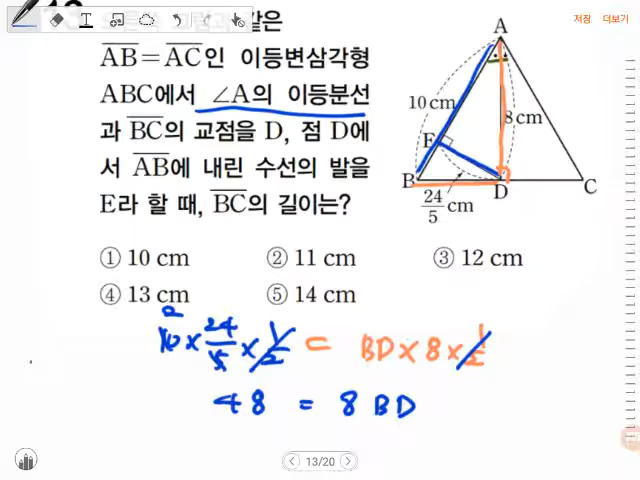 저장 더보기
같은
AB=AC인 이등변삼각형
ABC에서 ∠A의 이등분선
과 BC의 교점을 D, 점 D에
서 AB에 내린 수선의 발을
E라 할 때, BC의 길이는?
A
10 cm
8 cm
E
B D C
24/5 cm
① 10 cm ② 11 cm ③ 12 cm
④ 13 cm ⑤ 14 cm
2
10 × 24/5 × 1/2 = BD × 8 × 1/2
48 = 8 BD
13/20